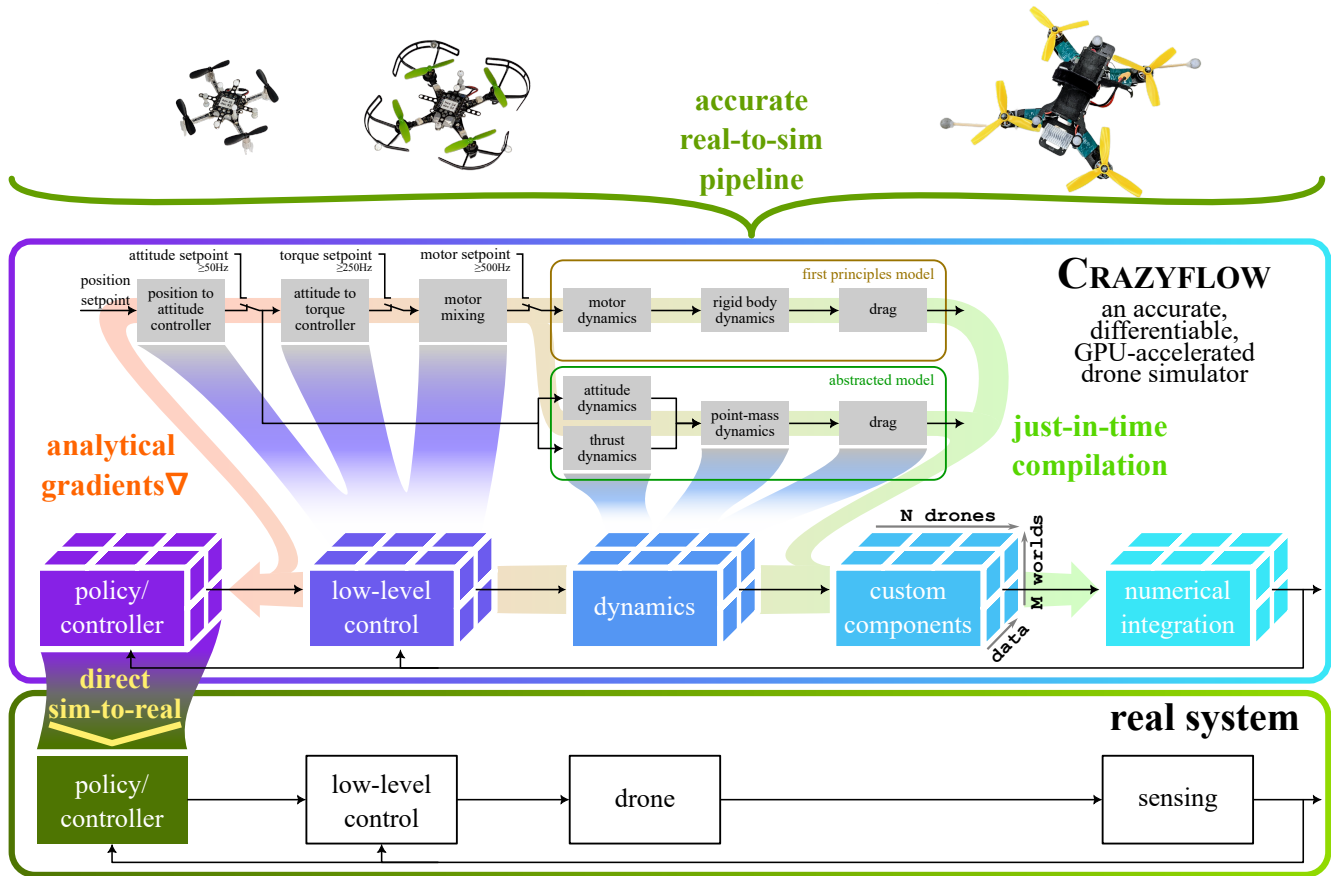 accurate
real-to-sim
pipeline
CRAZYFLOW
an accurate,
differentiable,
GPU-accelerated
drone simulator
attitude setpoint
≥50Hz
torque setpoint
≥250Hz
motor setpoint
≥500Hz
position
setpoint
position to
attitude
controller
attitude to
torque
controller
motor
mixing
first principles model
motor
dynamics
rigid body
dynamics
drag
abstracted model
attitude
dynamics
thrust
dynamics
point-mass
dynamics
drag
analytical
gradients∇
just-in-time
compilation
N drones
M worlds
data
policy/
controller
low-level
control
dynamics
custom
components
numerical
integration
direct
sim-to-real
real system
policy/
controller
low-level
control
drone
sensing